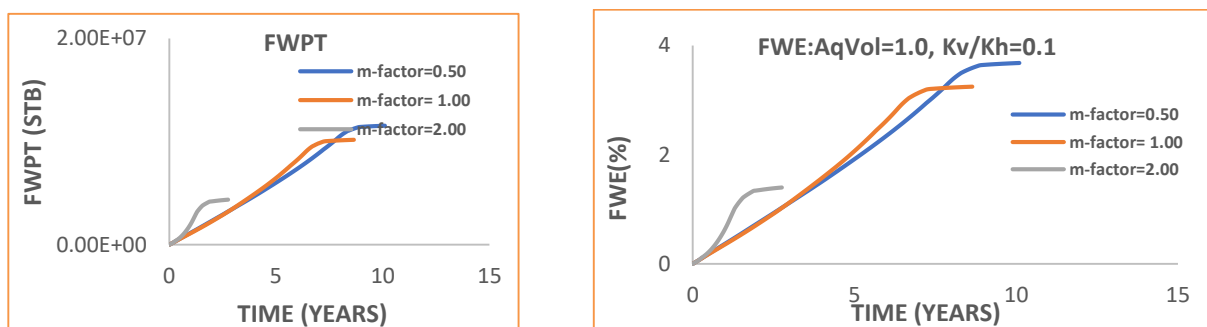 FWPT
2.00E+07
0.00E+00
FWPT (STB)
m-factor=0.50
m-factor= 1.00
m-factor=2.00
0 5 10 15
TIME (YEARS)
FWE:AqVol=1.0, Kv/Kh=0.1
4
2
0
FWE(%)
m-factor=0.50
m-factor= 1.00
m-factor=2.00
0 5 10 15
TIME (YEARS)